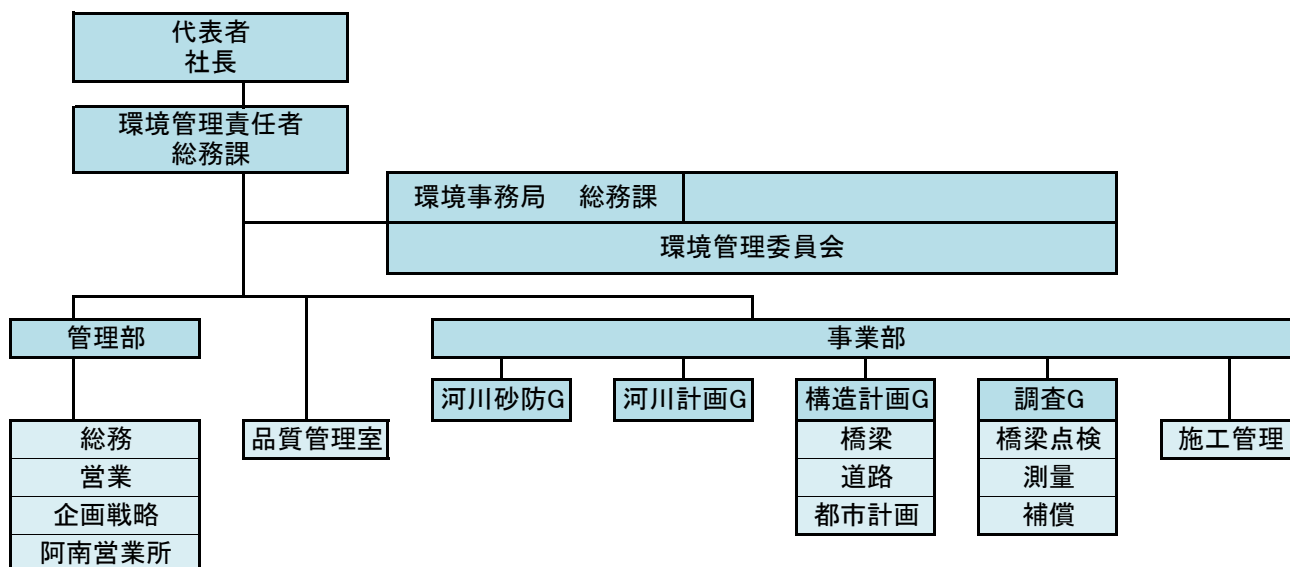 代表者
社長
環境管理責任者
総務課
環境事務局　総務課
環境管理委員会
管理部
事業部
河川砂防G
河川計画G
構造計画G
調査G
総務
品質管理室
橋梁
橋梁点検
施工管理
営業
道路
測量
企画戦略
都市計画
補償
阿南営業所